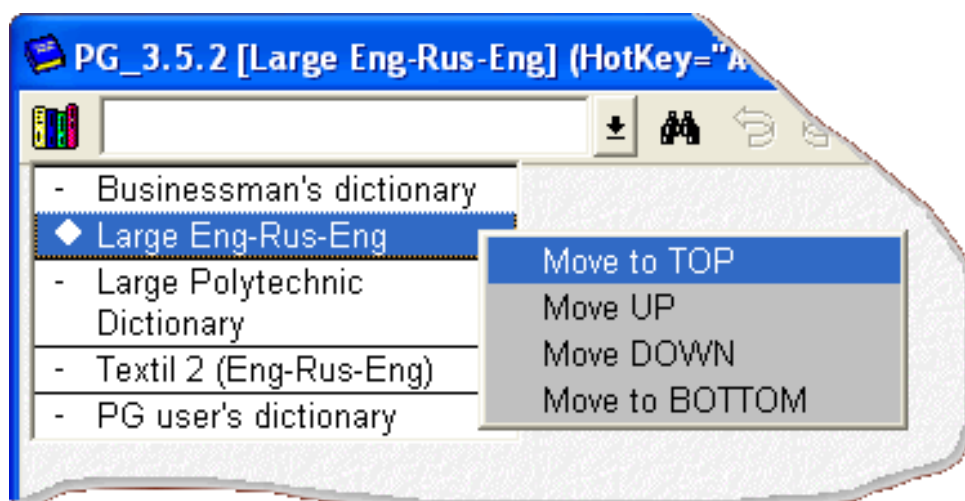 PG_3.5.2 [Large Eng-Rus-Eng] (HotKey="A
- Businessman's dictionary
Large Eng-Rus-Eng
- Large Polytechnic
Dictionary
- Textil 2 (Eng-Rus-Eng)
- PG user's dictionary
Move to TOP
Move UP
Move DOWN
Move to BOTTOM